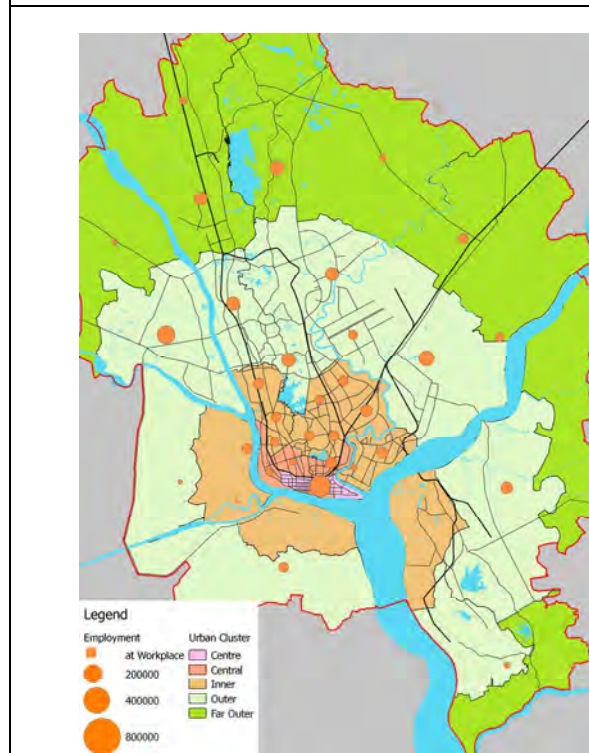 Legend
Employment
at Workplace
200000
400000
800000
Urban Cluster
Centre
Central
Inner
Outer
Far Outer